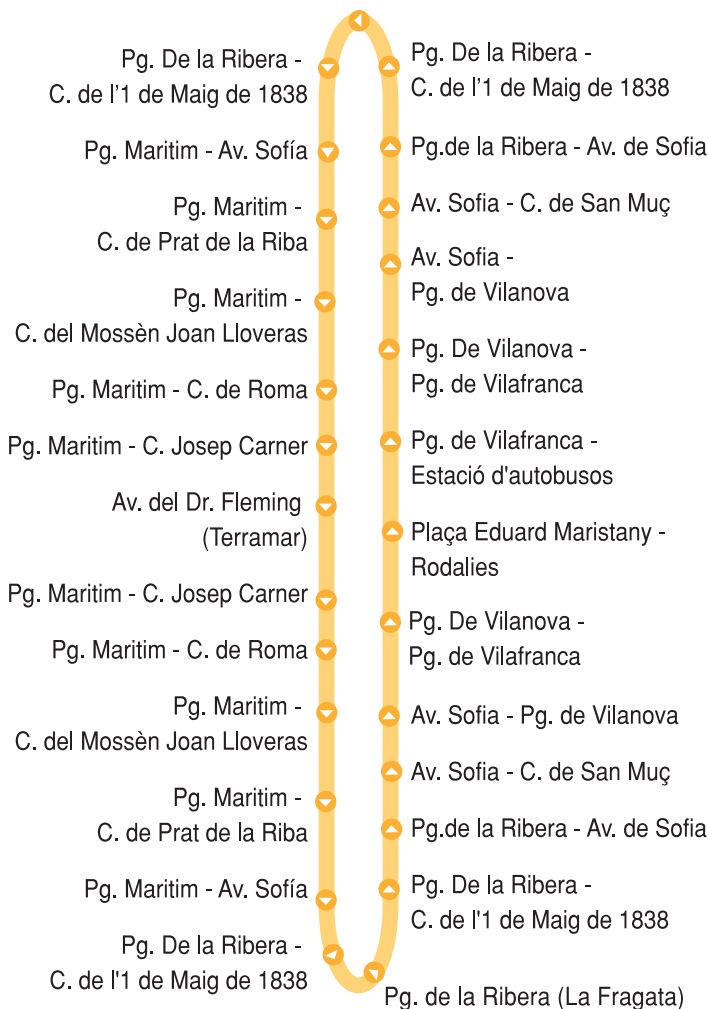 Pg. De la Ribera -
C. de l'1 de Maig de 1838
Pg. Maritim - Av. Sofía
Pg. Maritim -
C. de Prat de la Riba
Pg. Maritim -
C. del Mossèn Joan Lloveras
Pg. Maritim - C. de Roma
Pg. Maritim - C. Josep Carner
Av. del Dr. Fleming
(Terramar)
Pg. Maritim - C. Josep Carner
Pg. Maritim - C. de Roma
Pg. Maritim -
C. del Mossèn Joan Lloveras
Pg. Maritim -
C. de Prat de la Riba
Pg. Maritim - Av. Sofía
Pg. De la Ribera -
C. de l'1 de Maig de 1838
Pg. De la Ribera -
C. de l'1 de Maig de 1838
Pg.de la Ribera - Av. de Sofia
Av. Sofia - C. de San Muç
Av. Sofia -
Pg. de Vilanova
Pg. De Vilanova -
Pg. de Vilafranca
Pg. de Vilafranca -
Estació d'autobusos
Plaça Eduard Maristany -
Rodalies
Pg. De Vilanova -
Pg. de Vilafranca
Av. Sofia - Pg. de Vilanova
Av. Sofia - C. de San Muç
Pg.de la Ribera - Av. de Sofia
Pg. De la Ribera -
C. de l'1 de Maig de 1838
Pg. de la Ribera (La Fragata)